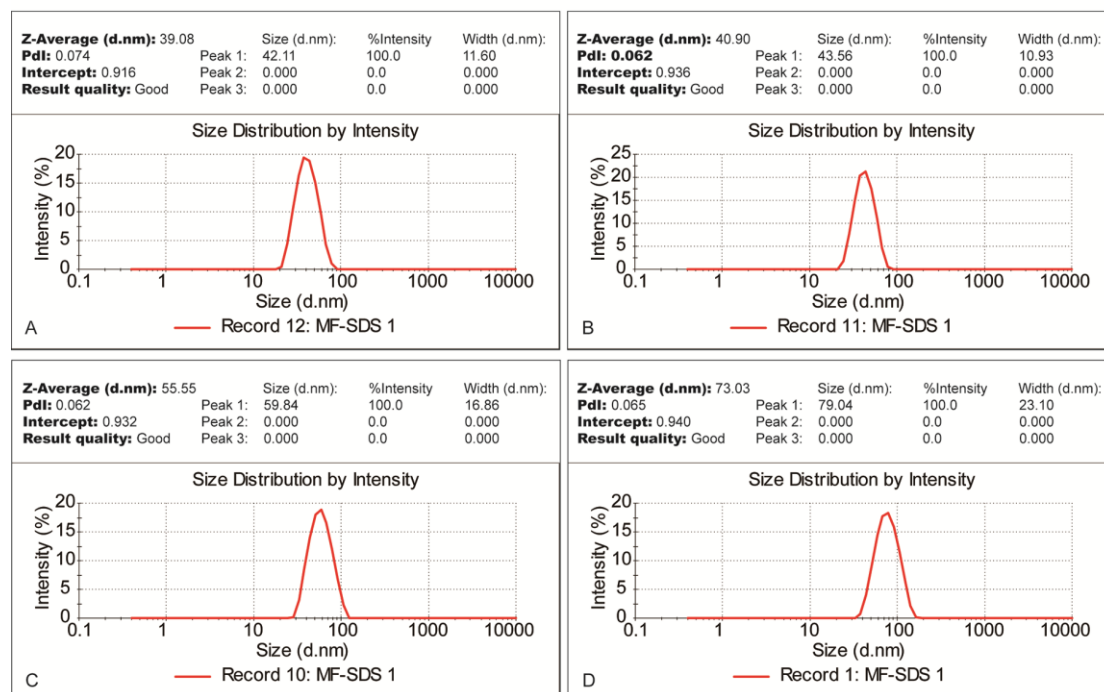 Z-Average (d.nm): 39.08 Size (d.nm): %Intensity Width (d.nm):
PdI: 0.074 Peak 1: 42.11 100.0 11.60
Intercept: 0.916 Peak 2: 0.000 0.0 0.000
Result quality: Good Peak 3: 0.000 0.0 0.000
Size Distribution by Intensity
Intensity (%)
20
15
10
5
0
0.1 1 10 100 1000 10000
Size (d.nm)
A Record 12: MF-SDS 1
Z-Average (d.nm): 40.90 Size (d.nm): %Intensity Width (d.nm):
PdI: 0.062 Peak 1: 43.56 100.0 10.93
Intercept: 0.936 Peak 2: 0.000 0.0 0.000
Result quality: Good Peak 3: 0.000 0.0 0.000
Size Distribution by Intensity
Intensity (%)
25
20
15
10
5
0
0.1 1 10 100 1000 10000
Size (d.nm)
B Record 11: MF-SDS 1
Z-Average (d.nm): 55.55 Size (d.nm): %Intensity Width (d.nm):
PdI: 0.062 Peak 1: 59.84 100.0 16.86
Intercept: 0.932 Peak 2: 0.000 0.0 0.000
Result quality: Good Peak 3: 0.000 0.0 0.000
Size Distribution by Intensity
Intensity (%)
20
15
10
5
0
0.1 1 10 100 1000 10000
Size (d.nm)
C Record 10: MF-SDS 1
Z-Average (d.nm): 73.03 Size (d.nm): %Intensity Width (d.nm):
PdI: 0.065 Peak 1: 79.04 100.0 23.10
Intercept: 0.940 Peak 2: 0.000 0.0 0.000
Result quality: Good Peak 3: 0.000 0.0 0.000
Size Distribution by Intensity
Intensity (%)
20
15
10
5
0
0.1 1 10 100 1000 10000
Size (d.nm)
D Record 1: MF-SDS 1